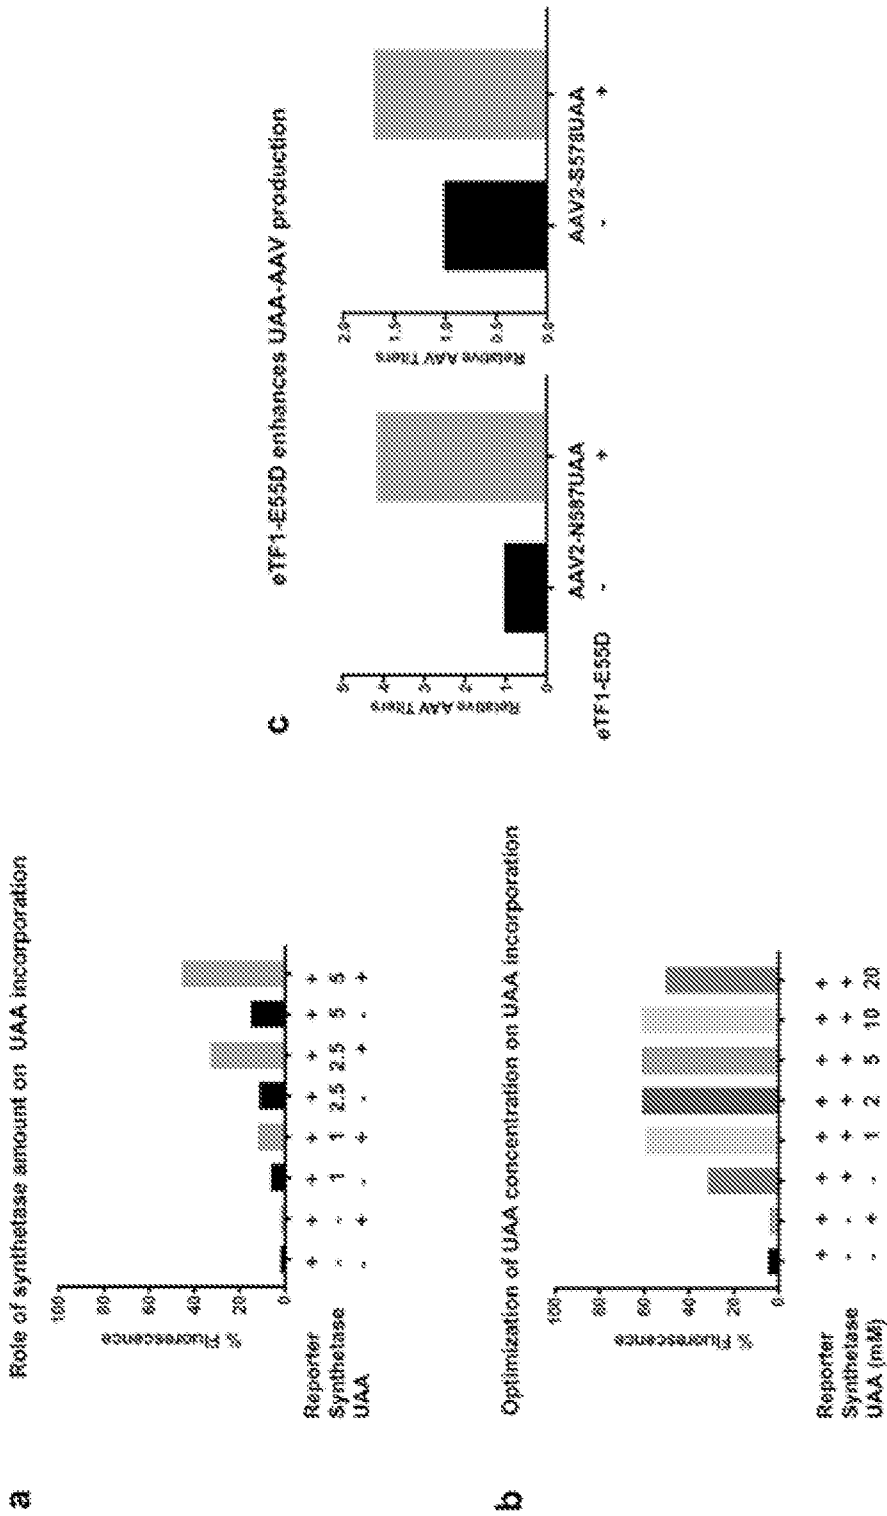 a
Role of synthetase amount on UAA incorporation
% Fluorescence
100
80
60
40
20
0
Reporter + + + + + + + +
Synthetase - - 1 1 2.5 2.5 5 5
UAA - + - + - + - +
b
Optimization of UAA concentration on UAA incorporation
% Fluorescence
100
80
60
40
20
0
Reporter + + + + + + + +
Synthetase - - + + + + + +
UAA (mM) - + - 1 2 5 10 20
c
eTF1-E55D enhances UAA-AAV production
Relative AAV Titers
5
4
3
2
1
0
AAV2-N587UAA
Relative AAV Titers
2.0
1.5
1.0
0.5
0.0
AAV2-S578UAA
eTF1-E55D - + - +